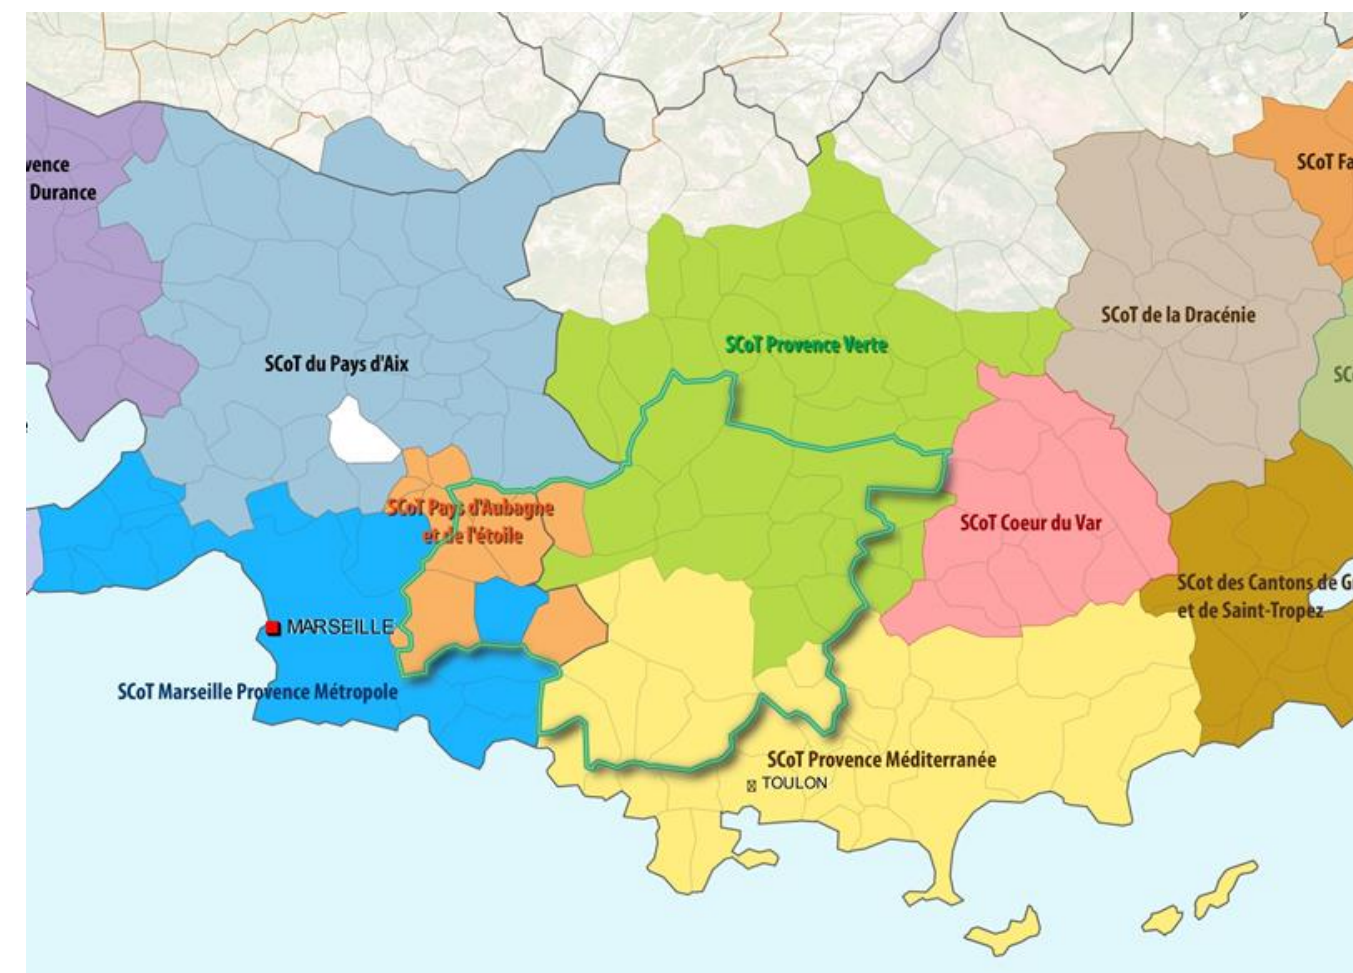 vence
Durance
SCoT Fa
SCoT de la Dracénie
SCoT Provence Verte
SCoT du Pays d'Aix
SC
SCoT Pays d'Aubagne
et de l'étoile
SCoT Coeur du Var
SCot des Cantons de G
et de Saint-Tropez
MARSEILLE
SCoT Marseille Provence Métropole
SCoT Provence Méditerranée
TOULON